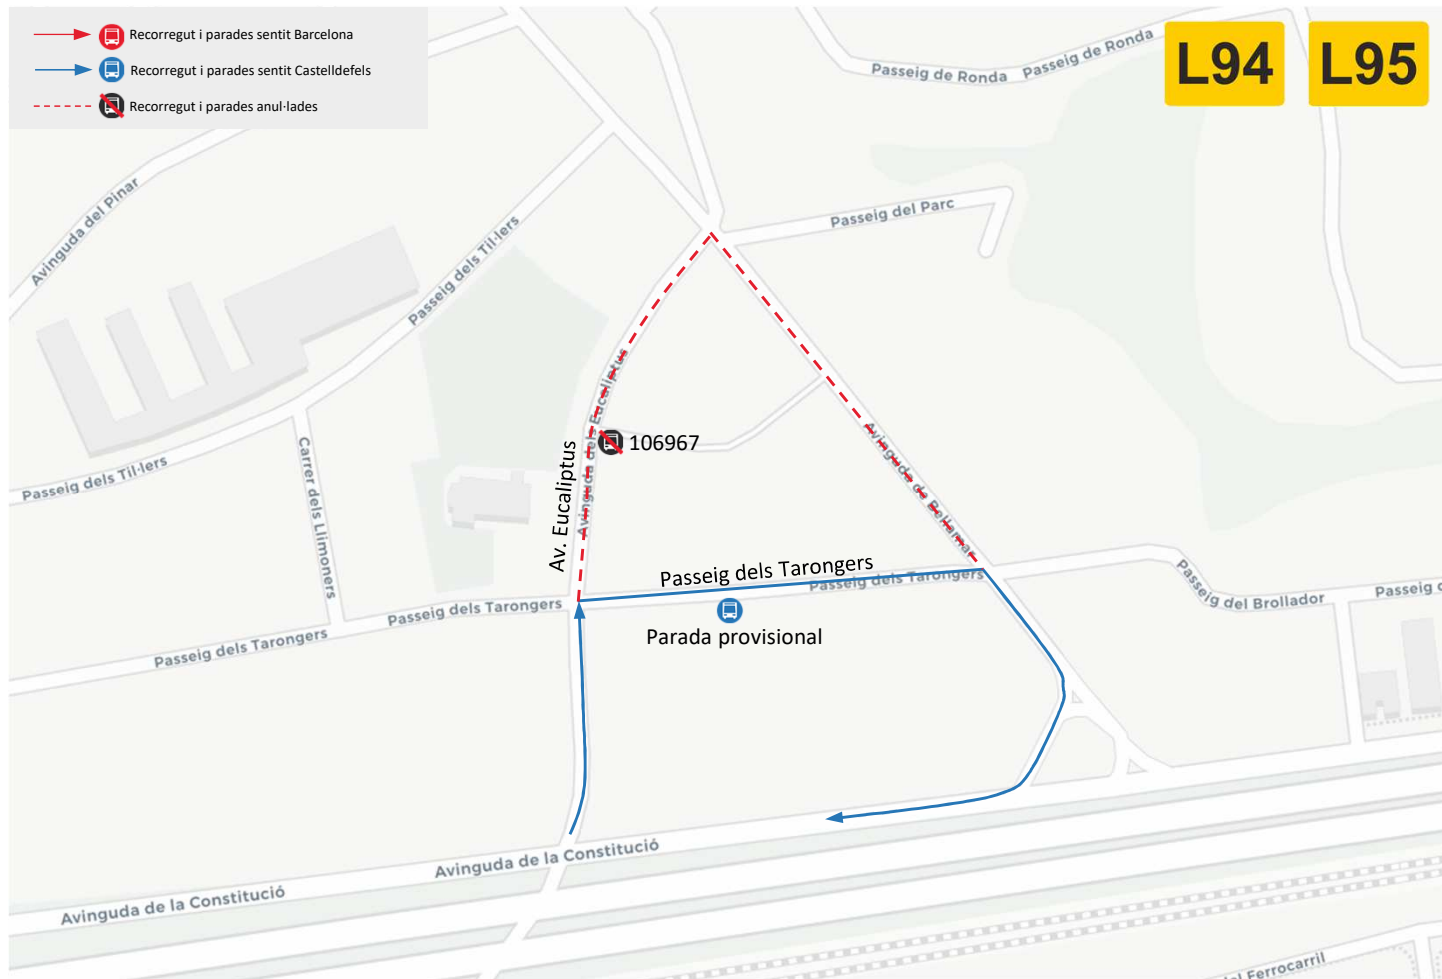 Recorregut i parades sentit Barcelona
Recorregut i parades sentit Castelldefels
Recorregut i parades anul·lades
L94
L95
Passeig de Ronda
Passeig de Ronda
Avinguda del Pinar
Passeig dels Til·lers
Passeig del Parc
Avinguda dels Eucaliptus
Av. Eucaliptus
106967
Avinguda de Bellamar
Passeig dels Til·lers
Carrer dels Llimoners
Passeig dels Tarongers
Passeig dels Tarongers
Passeig dels Tarongers
Passeig dels Tarongers
Parada provisional
Passeig del Brollador
Passeig d
Avinguda de la Constitució
Avinguda de la Constitució
del Ferrocarril